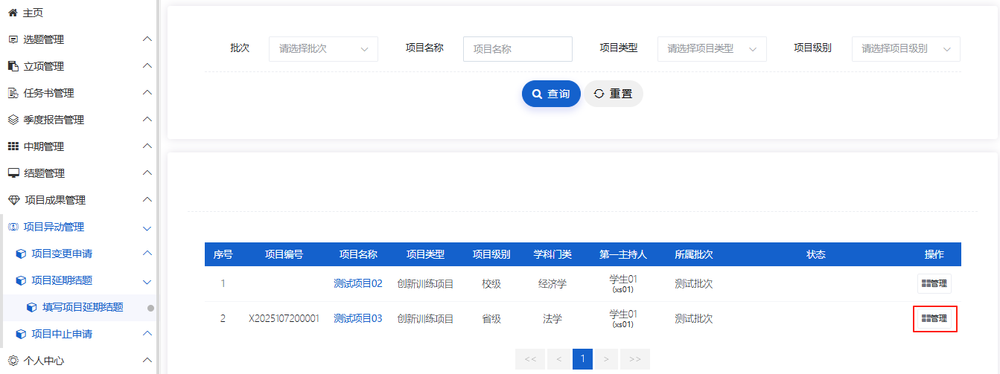 主页
选题管理
立项管理
任务书管理
季度报告管理
中期管理
结题管理
项目成果管理
项目异动管理
项目变更申请
项目延期结题
填写项目延期结题
项目中止申请
个人中心
批次 请选择批次 项目名称 项目名称 项目类型 请选择项目类型 项目级别 请选择项目级别
查询 重置
序号 项目编号 项目名称 项目类型 项目级别 学科门类 第一主持人 所属批次 状态 操作
1 测试项目02 创新训练项目 校级 经济学 学生01 测试批次 管理
(xs01)
2 X2025107200001 测试项目03 创新训练项目 省级 法学 学生01 测试批次 管理
(xs01)
<< < 1 > >>